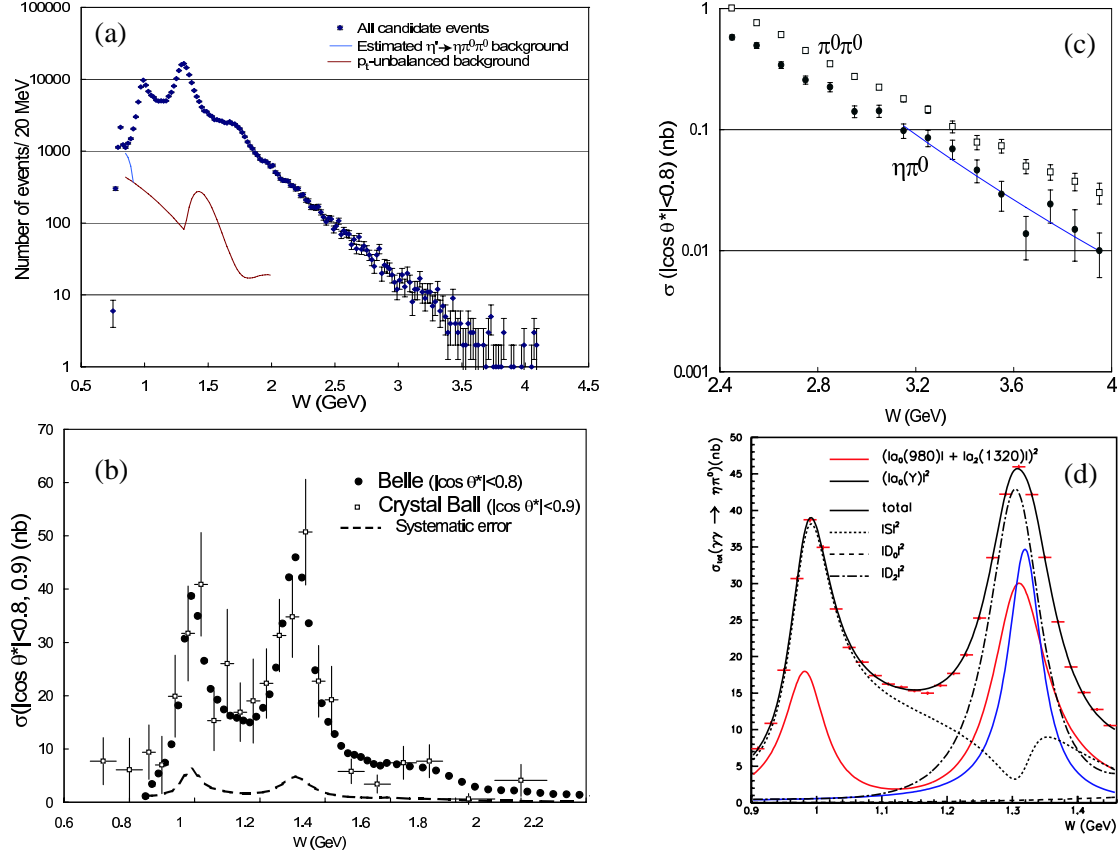 (a)
All candidate events
Estimated η'→ηπ⁰π⁰ background
pₜ-unbalanced background
Number of events/ 20 MeV
100000
10000
1000
100
10
1
0.5
1
1.5
2
2.5
3
3.5
4
4.5
W (GeV)
(c)
π⁰π⁰
ηπ⁰
σ (|cos θ*|<0.8) (nb)
1
0.1
0.01
0.001
2.4
2.8
3.2
3.6
4
W (GeV)
(b)
Belle (|cos θ*|<0.8)
Crystal Ball (|cos θ*|<0.9)
Systematic error
σ(|cos θ*|<0.8, 0.9) (nb)
70
60
50
40
30
20
10
0
0.6
0.8
1
1.2
1.4
1.6
1.8
2
2.2
W (GeV)
(d)
(|a₀(980)| + |a₂(1320)|)²
(|a₀(Y)|²
total
|S|²
|D₀|²
|D₂|²
σₜₒₜ(γγ → ηπ⁰)(nb)
50
45
40
35
30
25
20
15
10
5
0
0.9
1
1.1
1.2
1.3
1.4
W (GeV)